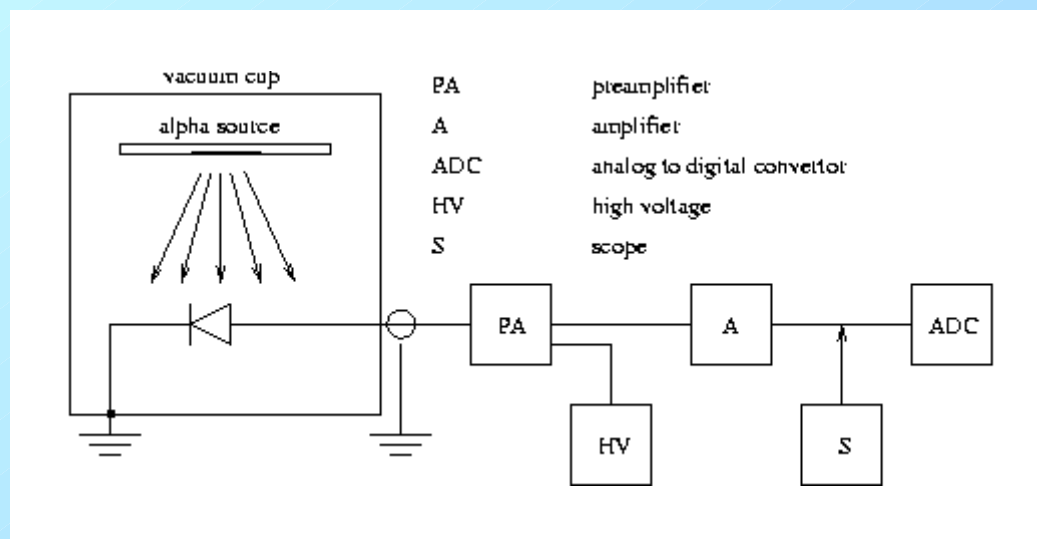 vacuum cup
alpha source
PA preamplifier
A amplifier
ADC analog to digital convertor
HV high voltage
S scope
PA
A
ADC
HV
S